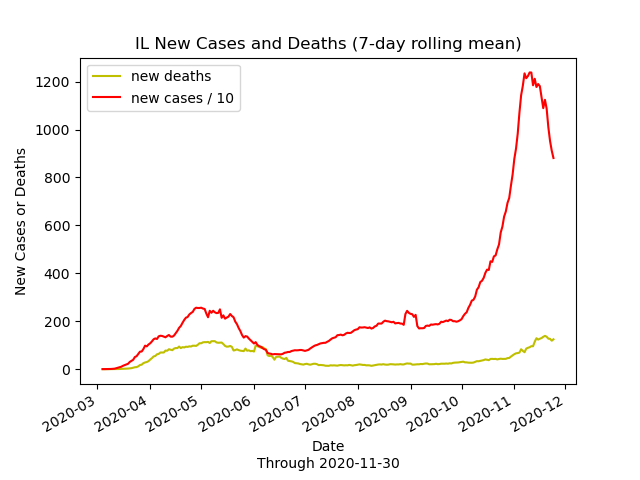 IL New Cases and Deaths (7-day rolling mean)
new deaths
new cases / 10
1200
1000
800
600
400
200
0
New Cases or Deaths
2020-03
2020-04
2020-05
2020-06
2020-07
2020-08
2020-09
2020-10
2020-11
2020-12
Date
Through 2020-11-30